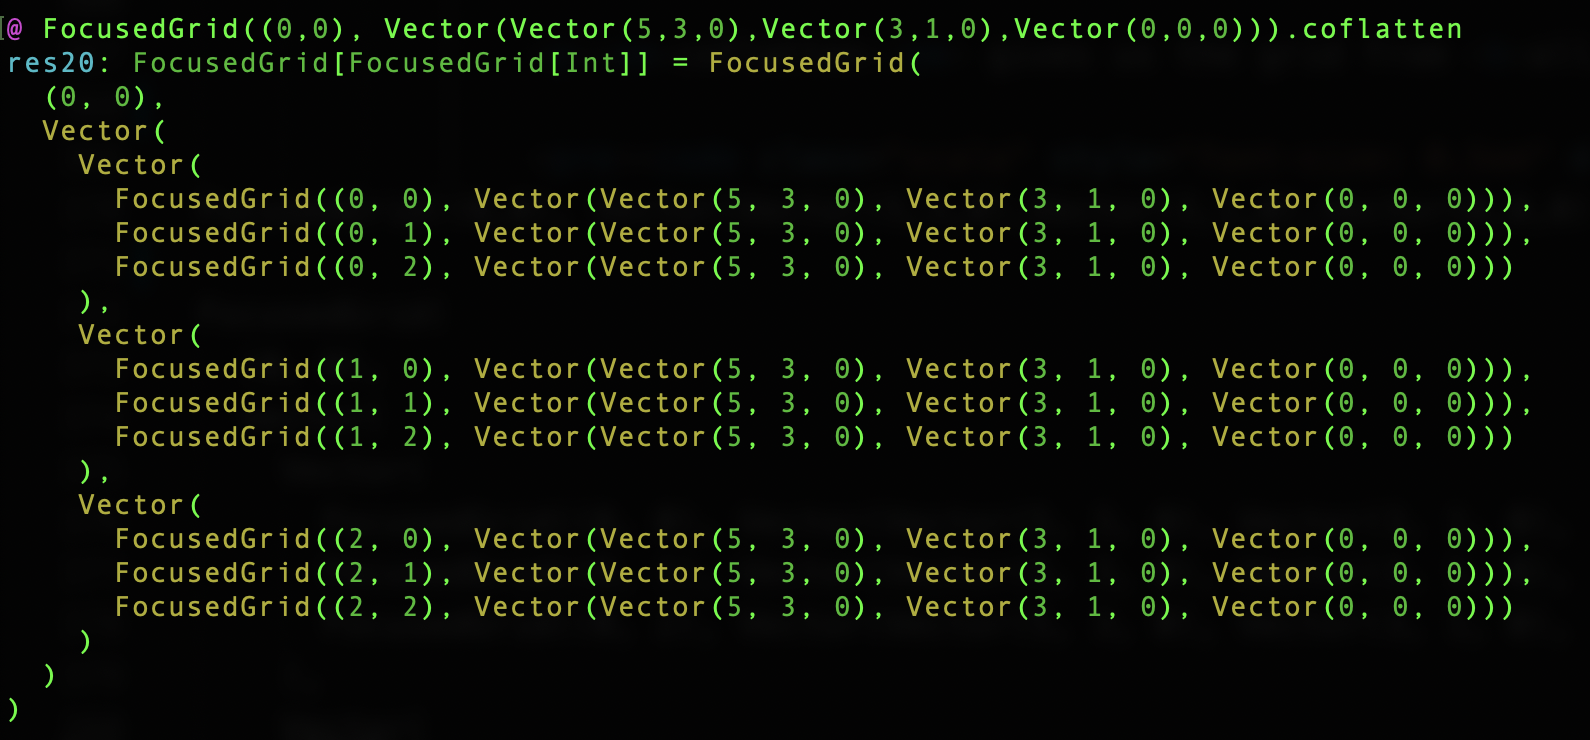 @ FocusedGrid((0,0), Vector(Vector(5,3,0),Vector(3,1,0),Vector(0,0,0))).coflatten
res20: FocusedGrid[FocusedGrid[Int]] = FocusedGrid(
  (0, 0),
  Vector(
    Vector(
      FocusedGrid((0, 0), Vector(Vector(5, 3, 0), Vector(3, 1, 0), Vector(0, 0, 0))),
      FocusedGrid((0, 1), Vector(Vector(5, 3, 0), Vector(3, 1, 0), Vector(0, 0, 0))),
      FocusedGrid((0, 2), Vector(Vector(5, 3, 0), Vector(3, 1, 0), Vector(0, 0, 0)))
    ),
    Vector(
      FocusedGrid((1, 0), Vector(Vector(5, 3, 0), Vector(3, 1, 0), Vector(0, 0, 0))),
      FocusedGrid((1, 1), Vector(Vector(5, 3, 0), Vector(3, 1, 0), Vector(0, 0, 0))),
      FocusedGrid((1, 2), Vector(Vector(5, 3, 0), Vector(3, 1, 0), Vector(0, 0, 0)))
    ),
    Vector(
      FocusedGrid((2, 0), Vector(Vector(5, 3, 0), Vector(3, 1, 0), Vector(0, 0, 0))),
      FocusedGrid((2, 1), Vector(Vector(5, 3, 0), Vector(3, 1, 0), Vector(0, 0, 0))),
      FocusedGrid((2, 2), Vector(Vector(5, 3, 0), Vector(3, 1, 0), Vector(0, 0, 0)))
    )
  )
)